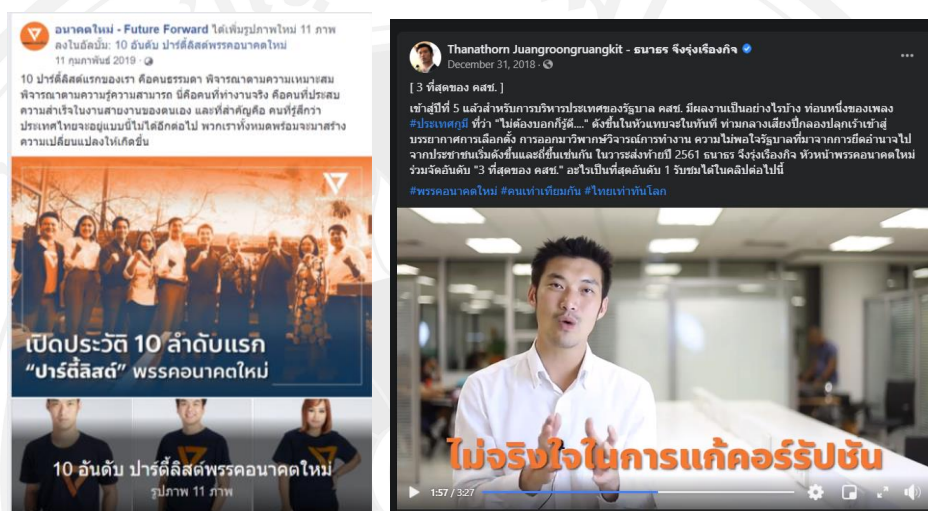 อนาคตใหม่ - Future Forward ได้เพิ่มรูปภาพใหม่ 11 ภาพ
ลงในอัลบั้ม: 10 อันดับ ปาร์ตี้ลิสต์พรรคอนาคตใหม่
11 กุมภาพันธ์ 2019 ·
10 ปาร์ตี้ลิสต์แรกของเรา คือคนธรรมดา พิจารณาตามความเหมาะสม
พิจารณาตามความรู้ความสามารถ นี่คือคนที่ทำงานจริง คือคนที่ประสบ
ความสำเร็จในงานสายงานของตนเอง และที่สำคัญคือ คนที่รู้สึกว่า
ประเทศไทยจะอยู่แบบนี้ไม่ได้อีกต่อไป พวกเราทั้งหมดพร้อมจะมาสร้าง
ความเปลี่ยนแปลงให้เกิดขึ้น
เปิดประวัติ 10 ลำดับแรก
“ปาร์ตี้ลิสต์” พรรคอนาคตใหม่
10 อันดับ ปาร์ตี้ลิสต์พรรคอนาคตใหม่
รูปภาพ 11 ภาพ
Thanathorn Juangroongruangkit - ธนาธร จึงรุ่งเรืองกิจ
December 31, 2018 ·
[ 3 ที่สุดของ คสช. ]
เข้าสู่ปีที่ 5 แล้วสำหรับการบริหารประเทศของรัฐบาล คสช. มีผลงานเป็นอย่างไรบ้าง ท่อนหนึ่งของเพลง
#ประเทศกูมี ที่ว่า "ไม่ต้องบอกก็รู้ดี...." ดังขึ้นในหัวแทบจะในทันที ท่ามกลางเสียงปี่กลองปลุกเร้าเข้าสู่
บรรยากาศการเลือกตั้ง การออกมาวิพากษ์วิจารณ์การทำงาน ความไม่พอใจรัฐบาลที่มาจากการยึดอำนาจไป
จากประชาชนเริ่มดังขึ้นและถี่ขึ้นเช่นกัน ในวาระส่งท้ายปี 2561 ธนาธร จึงรุ่งเรืองกิจ หัวหน้าพรรคอนาคตใหม่
ร่วมจัดอันดับ "3 ที่สุดของ คสช." อะไรเป็นที่สุดอันดับ 1 รับชมได้ในคลิปต่อไปนี้
#พรรคอนาคตใหม่ #คนเท่าเทียมกัน #ไทยเท่าทันโลก
ไม่จริงใจในการแก้คอร์รัปชัน
1:57 / 3:27